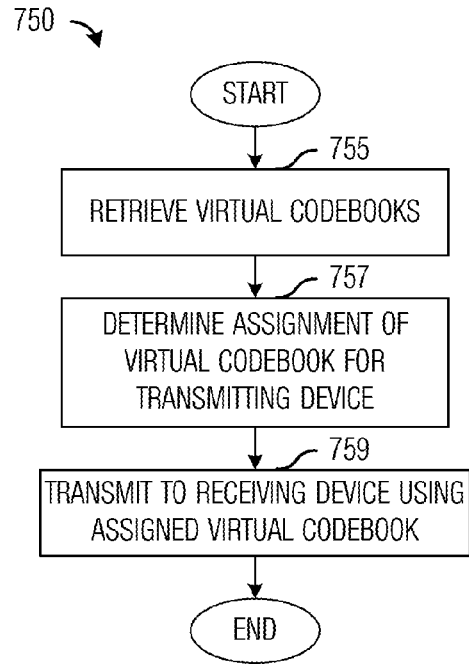 750
START
755
RETRIEVE VIRTUAL CODEBOOKS
757
DETERMINE ASSIGNMENT OF
VIRTUAL CODEBOOK FOR
TRANSMITTING DEVICE
759
TRANSMIT TO RECEIVING DEVICE USING
ASSIGNED VIRTUAL CODEBOOK
END